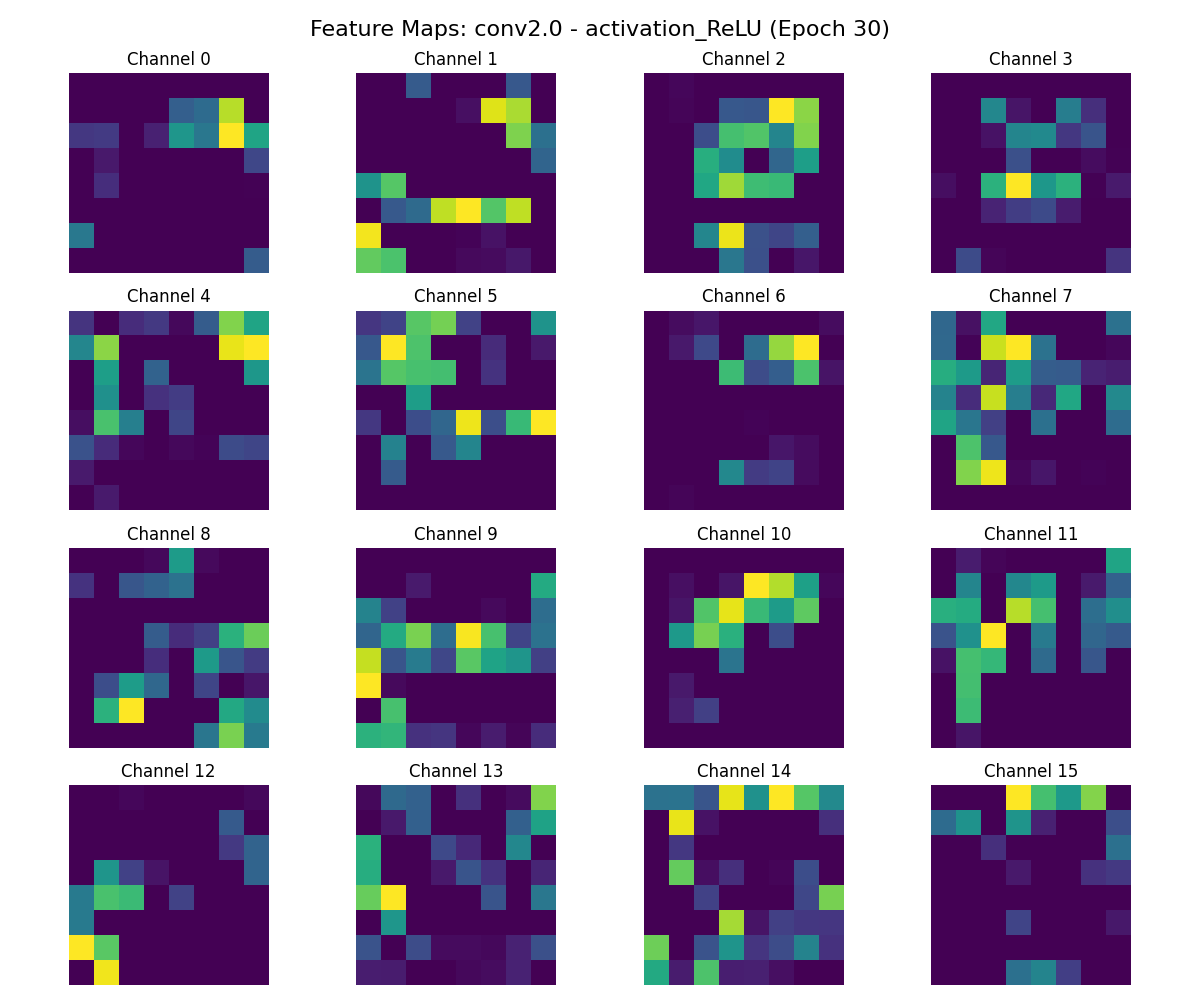 Feature Maps: conv2.0 - activation_ReLU (Epoch 30)
Channel 0
Channel 1
Channel 2
Channel 3
Channel 4
Channel 5
Channel 6
Channel 7
Channel 8
Channel 9
Channel 10
Channel 11
Channel 12
Channel 13
Channel 14
Channel 15